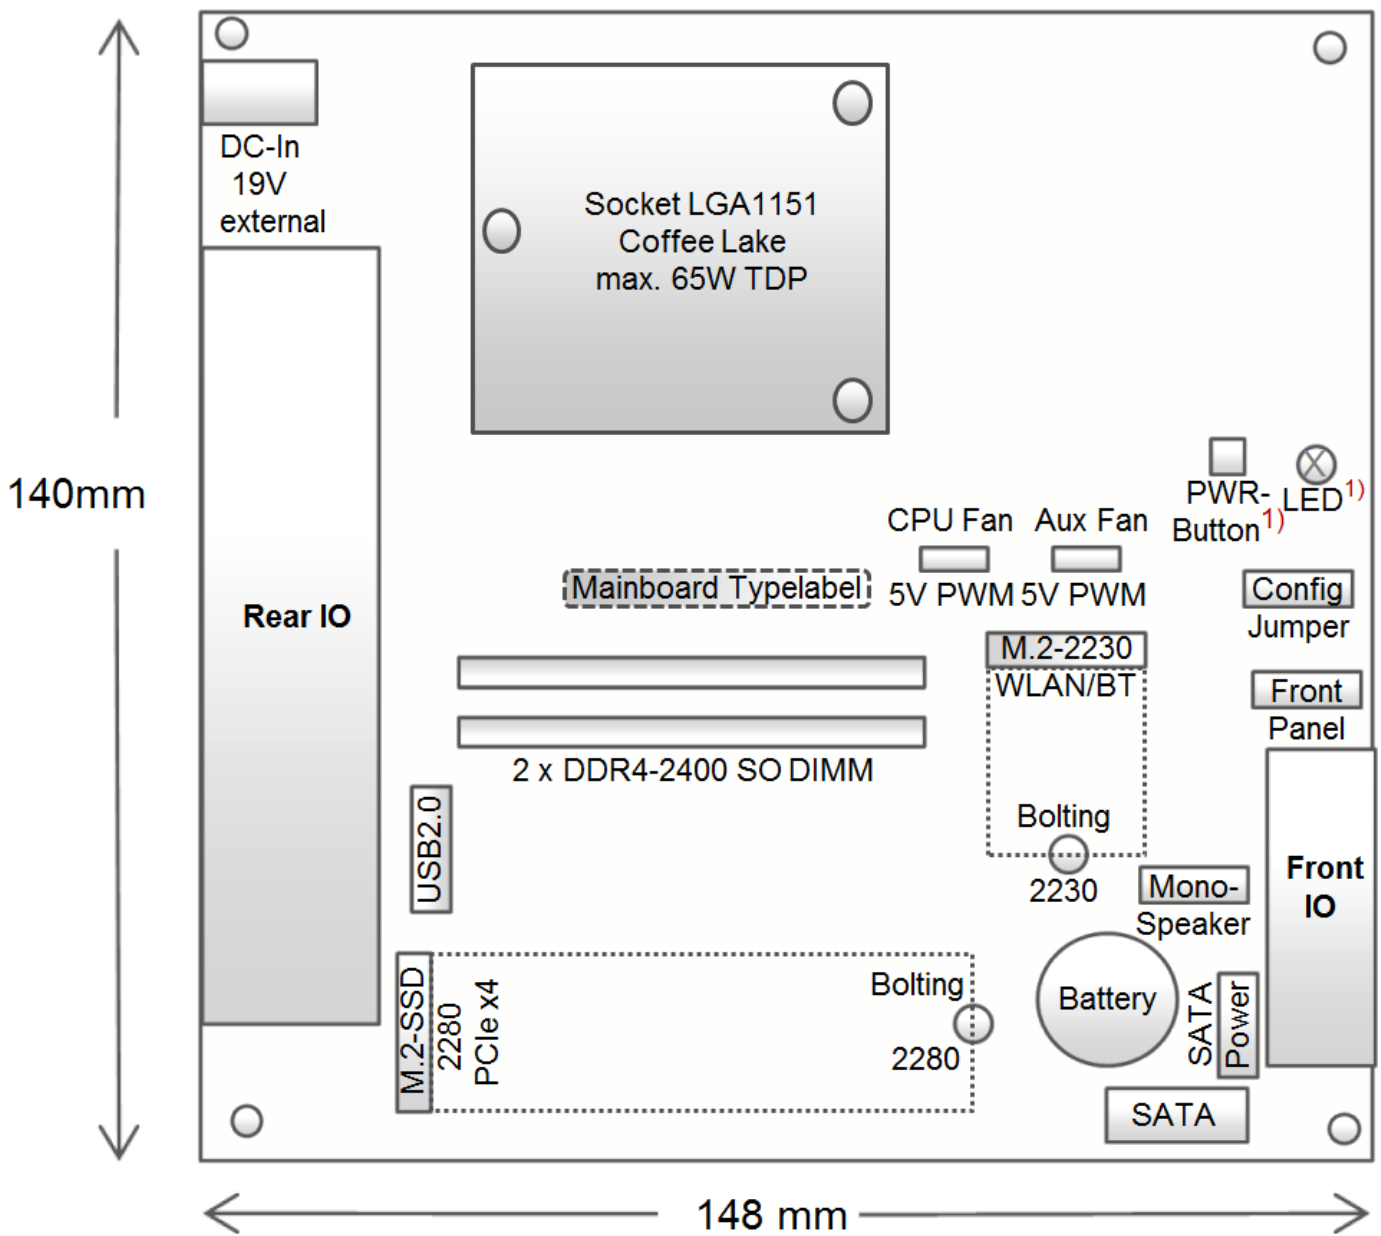 DC-In
19V
external
Socket LGA1151
Coffee Lake
max. 65W TDP
140mm
PWR-
Button1)
LED1)
CPU Fan
5V PWM
Aux Fan
5V PWM
Mainboard Typelabel
Config
Jumper
Rear IO
M.2-2230
WLAN/BT
Front
Panel
2 x DDR4-2400 SO DIMM
USB2.0
Bolting
2230
Mono-
Speaker
Front
IO
M.2-SSD
2280
PCIe x4
Bolting
2280
Battery
SATA
Power
SATA
148 mm